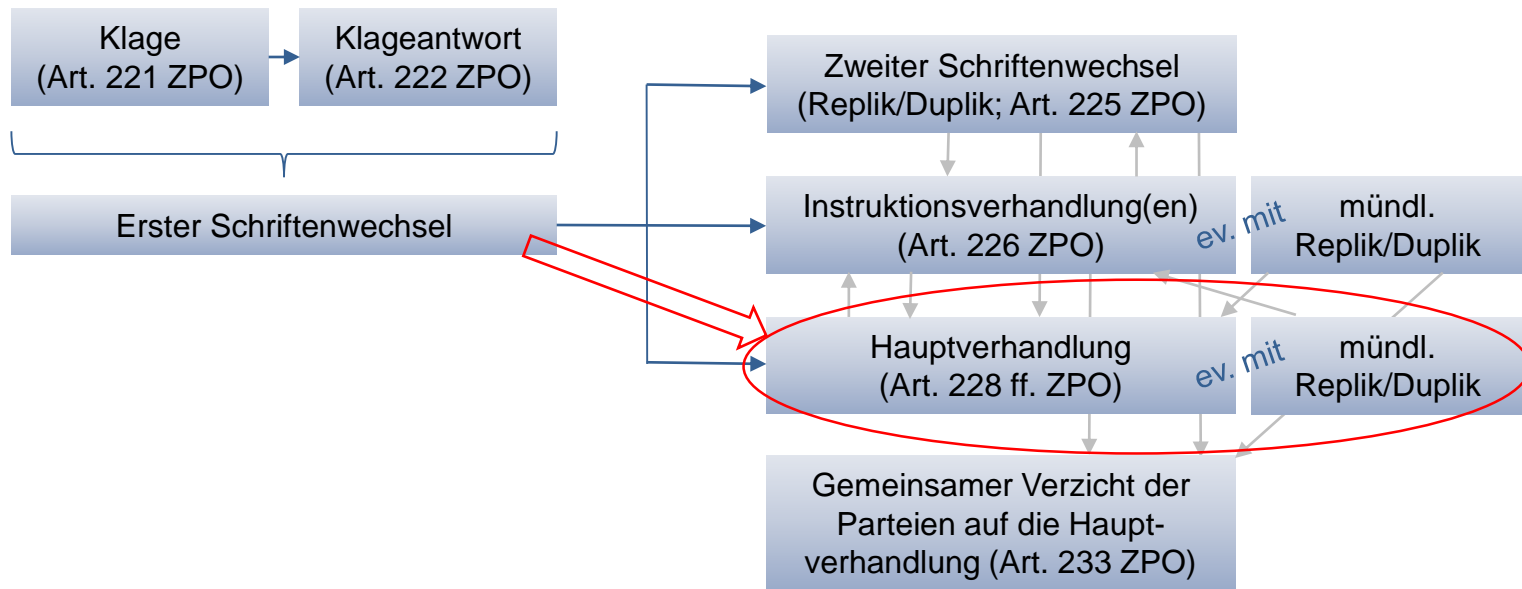 Klage
(Art. 221 ZPO)
Klageantwort
(Art. 222 ZPO)
Erster Schriftenwechsel
Zweiter Schriftenwechsel
(Replik/Duplik; Art. 225 ZPO)
Instruktionsverhandlung(en)
(Art. 226 ZPO)
ev. mit
mündl.
Replik/Duplik
Hauptverhandlung
(Art. 228 ff. ZPO)
ev. mit
mündl.
Replik/Duplik
Gemeinsamer Verzicht der
Parteien auf die Haupt-
verhandlung (Art. 233 ZPO)